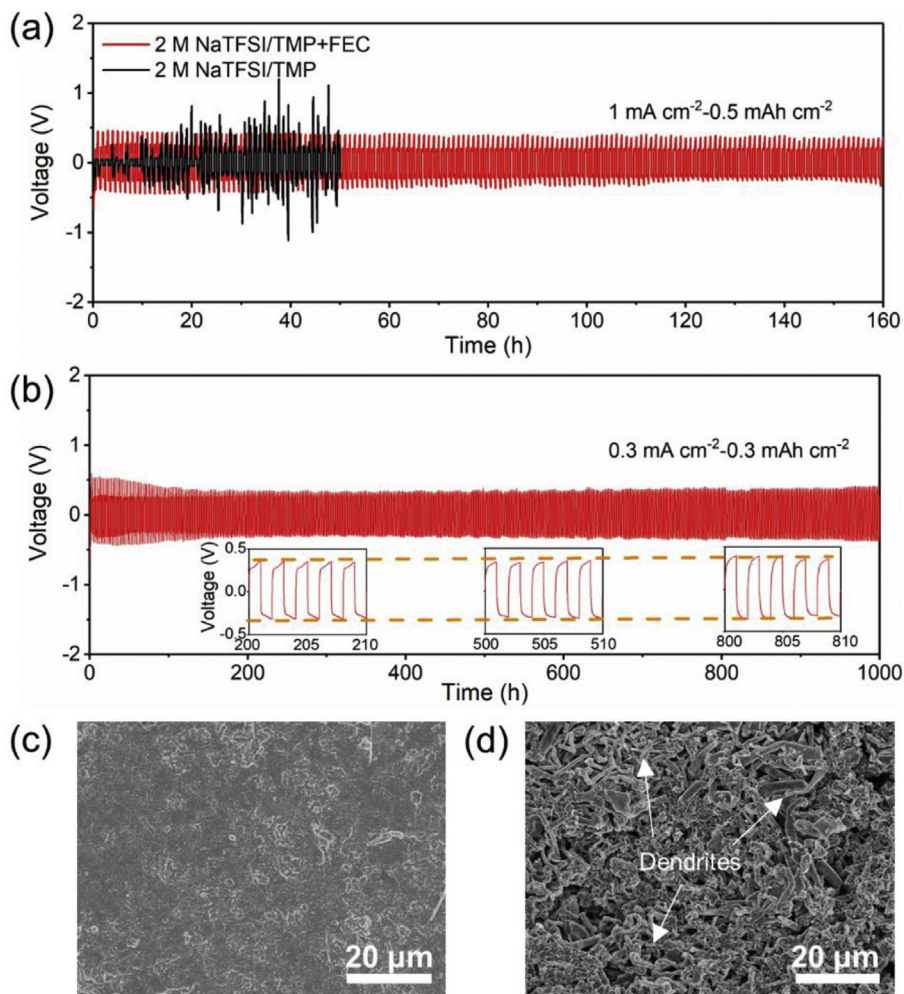 (a)
2
1
0
-1
-2
Voltage (V)
2 M NaTFSI/TMP+FEC
2 M NaTFSI/TMP
1 mA cm⁻²-0.5 mAh cm⁻²
0 20 40 60 80 100 120 140 160
Time (h)
(b)
2
1
0
-1
-2
Voltage (V)
0.3 mA cm⁻²-0.3 mAh cm⁻²
Voltage (V)
0.5
0.0
-0.5
200 205 210
500 505 510
800 805 810
0 200 400 600 800 1000
Time (h)
(c)
20 μm
(d)
Dendrites
20 μm